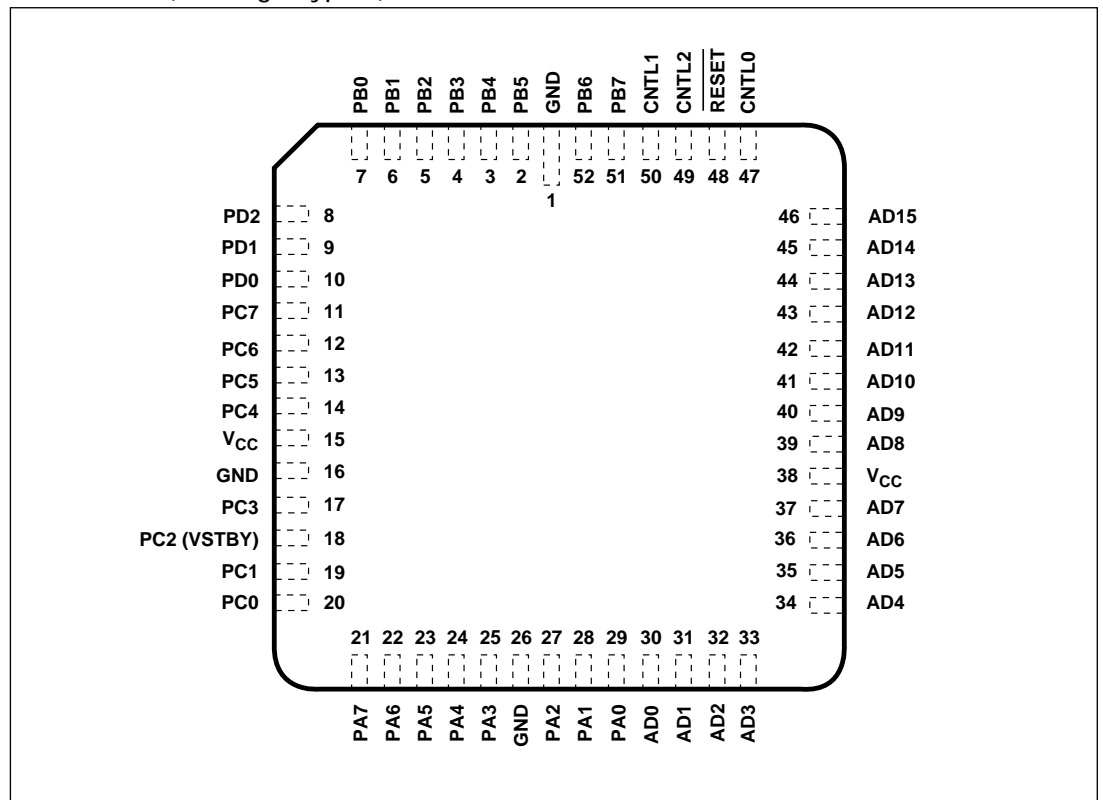 PB0 PB1 PB2 PB3 PB4 PB5 GND PB6 PB7 CNTL1 CNTL2 RESET CNTL0
7 6 5 4 3 2 1 52 51 50 49 48 47
PD2 8 46 AD15
PD1 9 45 AD14
PD0 10 44 AD13
PC7 11 43 AD12
PC6 12 42 AD11
PC5 13 41 AD10
PC4 14 40 AD9
VCC 15 39 AD8
GND 16 38 VCC
PC3 17 37 AD7
PC2 (VSTBY) 18 36 AD6
PC1 19 35 AD5
PC0 20 34 AD4
21 22 23 24 25 26 27 28 29 30 31 32 33
PA7 PA6 PA5 PA4 PA3 GND PA2 PA1 PA0 AD0 AD1 AD2 AD3